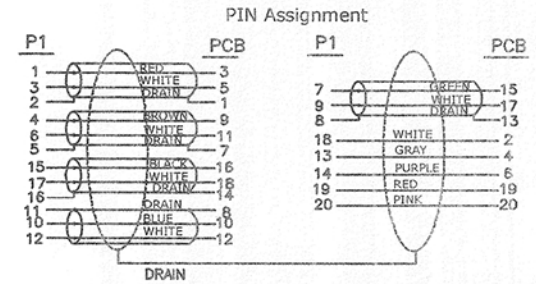 PIN Assignment
P1 PCB
1 RED 3
3 WHITE 5
2 DRAIN 1
4 BROWN 9
6 WHITE 11
5 DRAIN 7
15 BLACK 16
17 WHITE 18
16 DRAIN 14
11 DRAIN 8
10 BLUE 10
12 WHITE 12
P1 PCB
7 GREEN 15
9 WHITE 17
8 DRAIN 13
18 WHITE 2
13 GRAY 4
14 PURPLE 6
19 RED 19
20 PINK 20
DRAIN